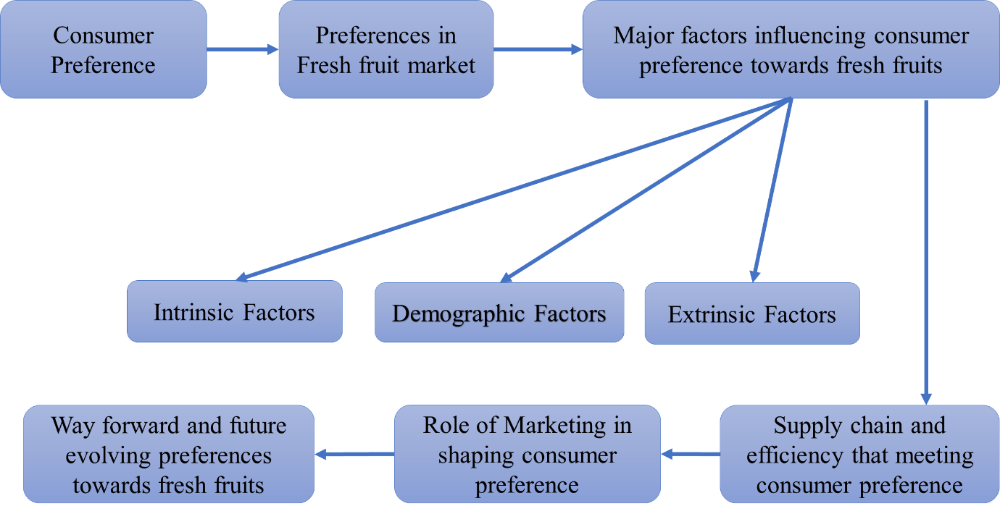 Consumer
Preference
Preferences in
Fresh fruit market
Major factors influencing consumer
preference towards fresh fruits
Intrinsic Factors
Demographic Factors
Extrinsic Factors
Way forward and future
evolving preferences
towards fresh fruits
Role of Marketing in
shaping consumer
preference
Supply chain and
efficiency that meeting
consumer preference